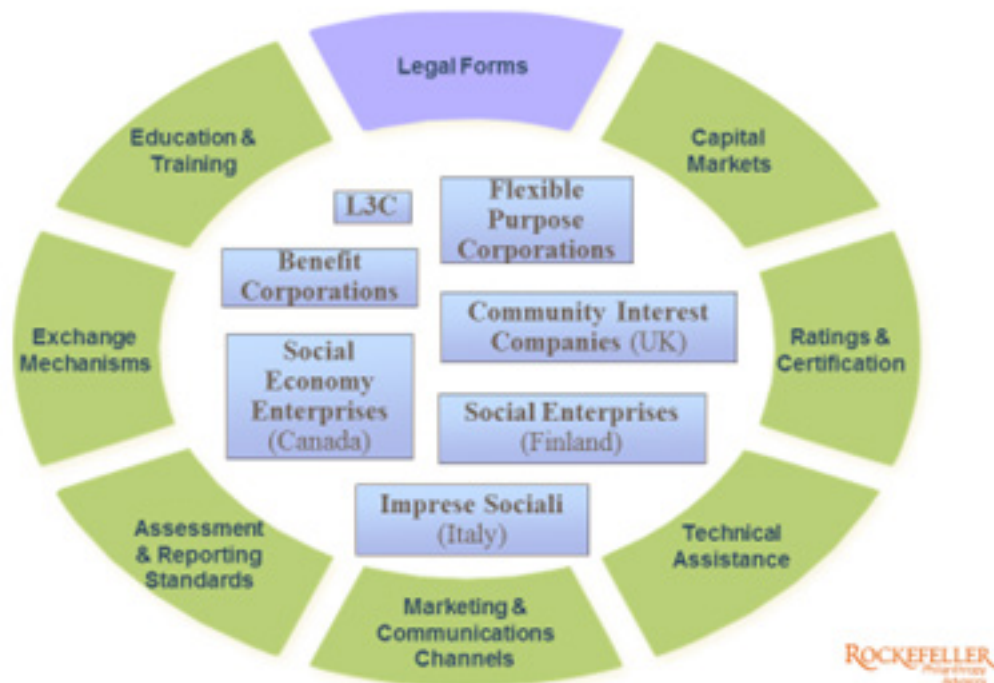 Legal Forms
Education &
Training
Capital
Markets
L3C
Flexible
Purpose
Corporations
Benefit
Corporations
Exchange
Mechanisms
Community Interest
Companies (UK)
Ratings &
Certification
Social
Economy
Enterprises
(Canada)
Social Enterprises
(Finland)
Imprese Sociali
(Italy)
Assessment
& Reporting
Standards
Technical
Assistance
Marketing &
Communications
Channels
ROCKEFELLER
Philanthropy
Advisors